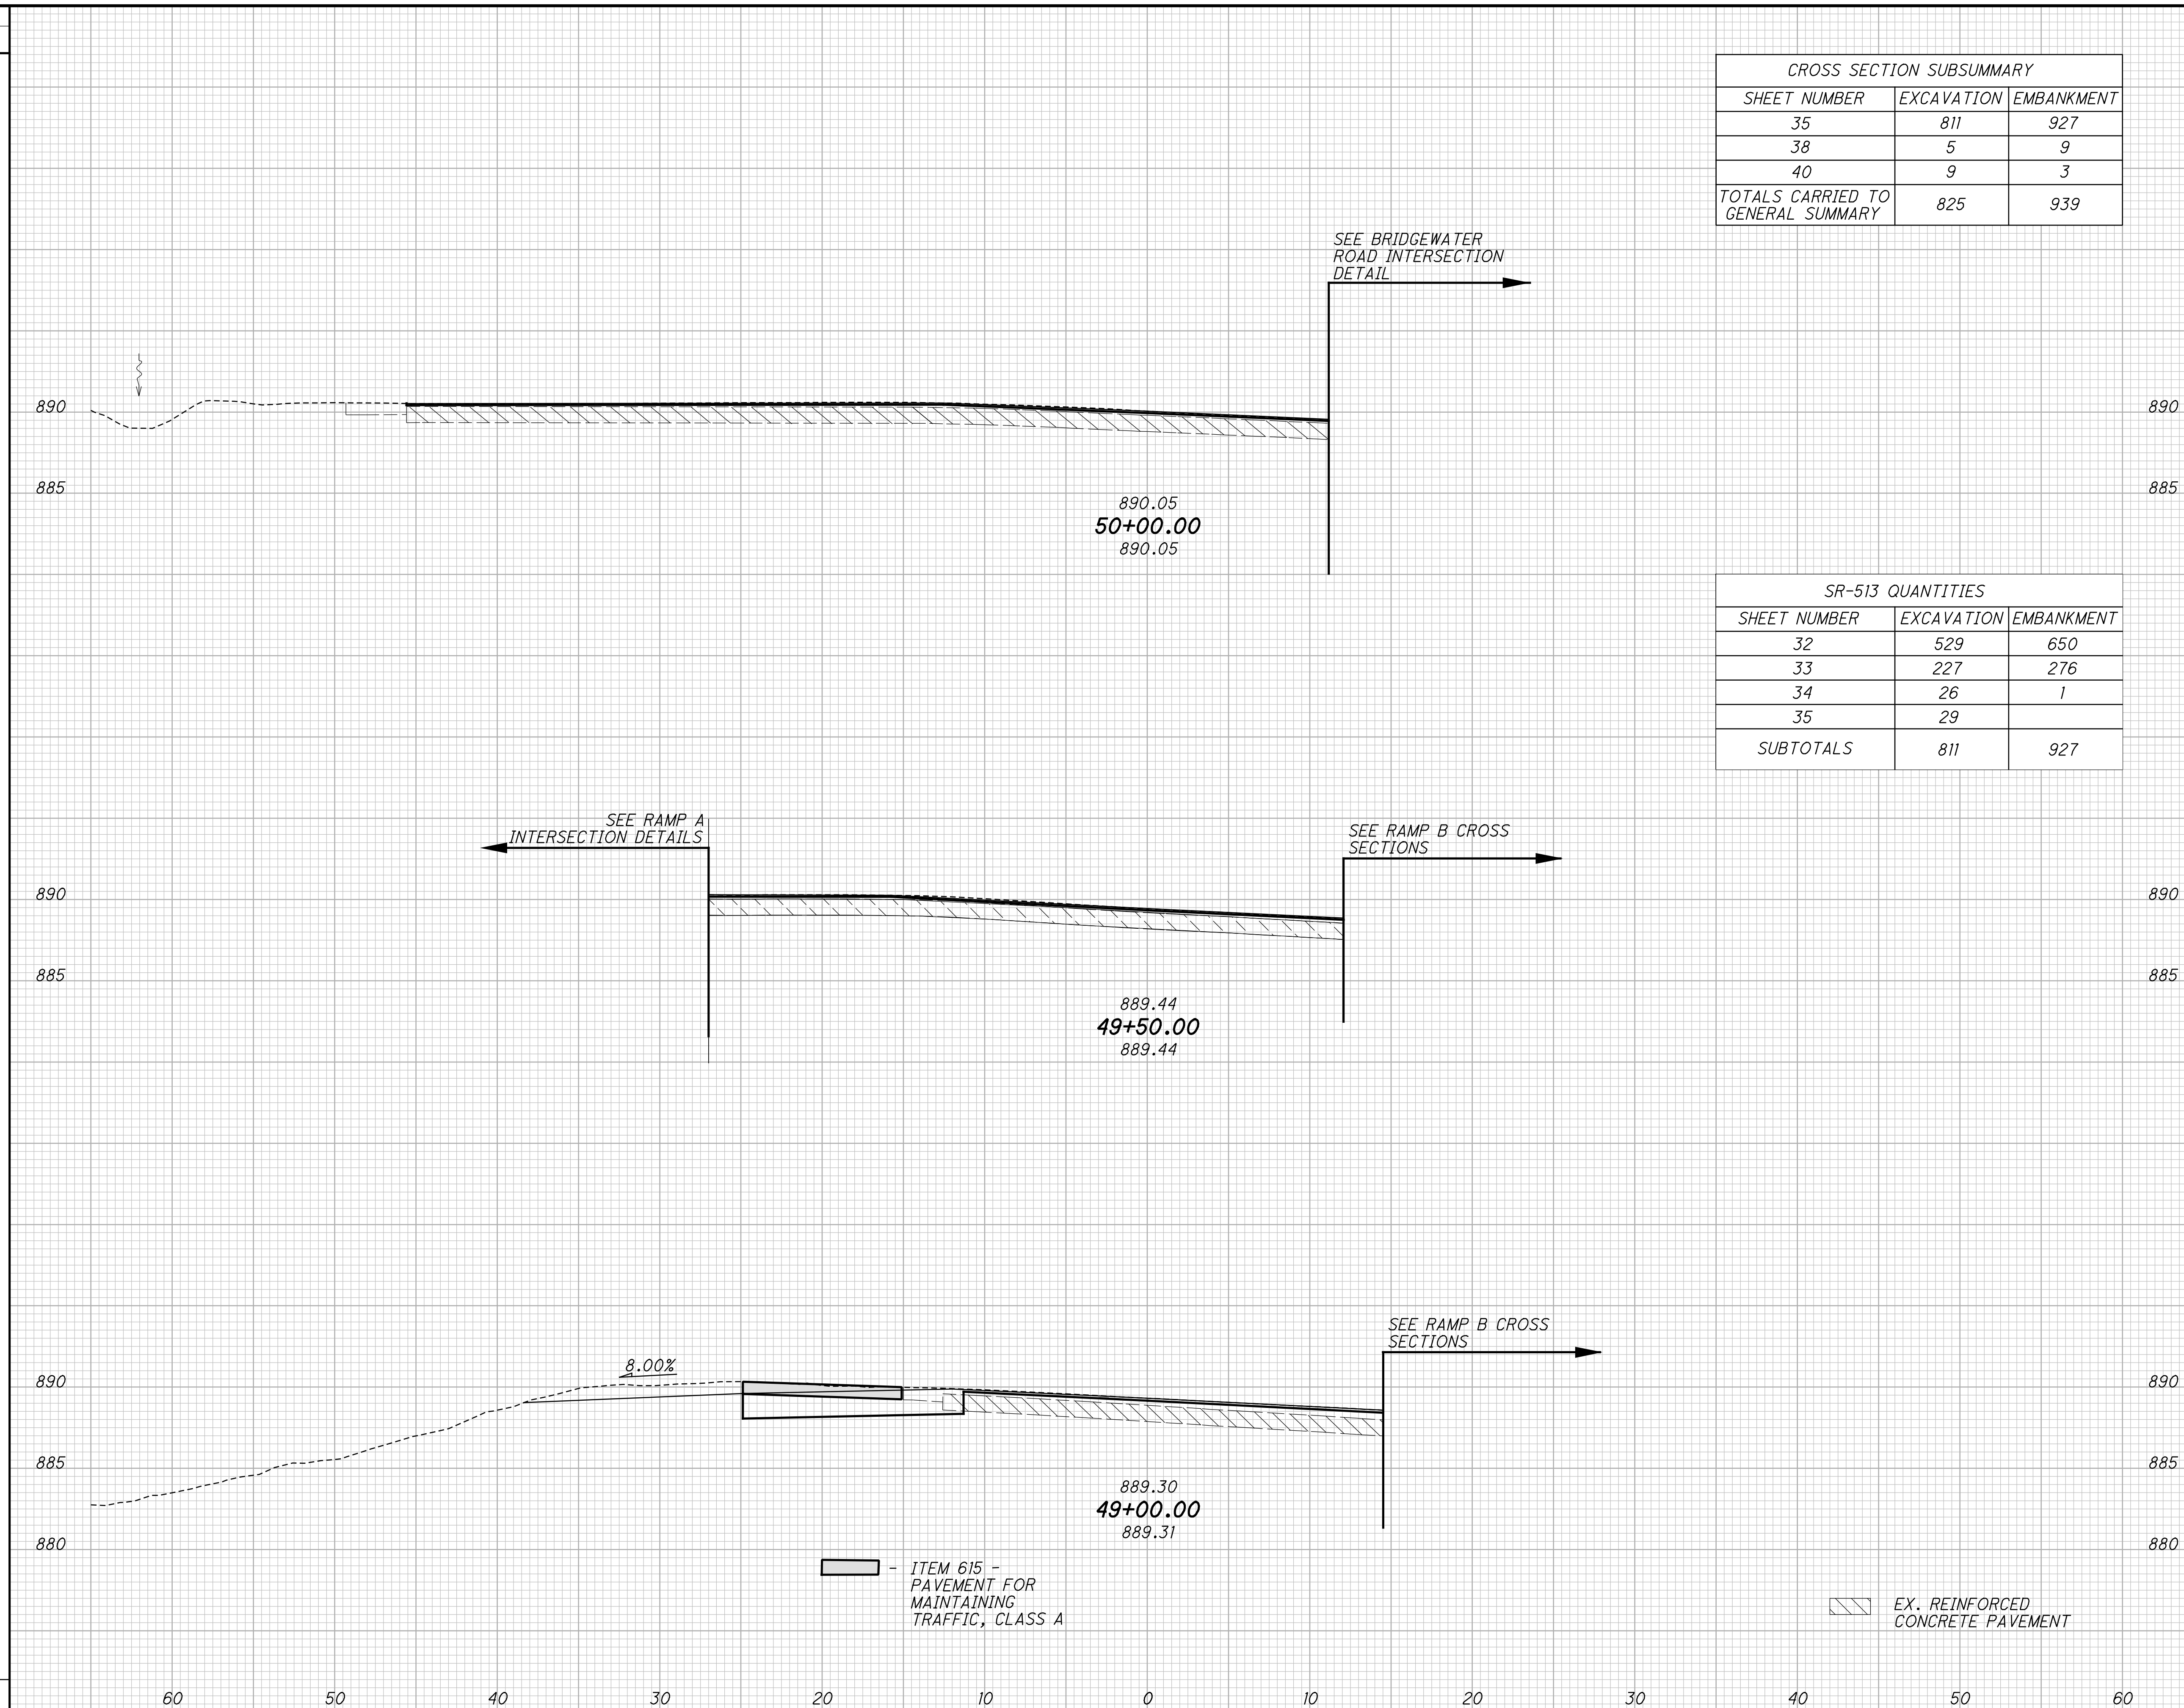 CROSS SECTION SUBSUMMARY
SHEET NUMBER EXCAVATION EMBANKMENT
35 811 927
38 5 9
40 9 3
TOTALS CARRIED TO
GENERAL SUMMARY 825 939
SEE BRIDGEWATER
ROAD INTERSECTION
DETAIL
890 890
885 885
890.05
50+00.00
890.05
SR-513 QUANTITIES
SHEET NUMBER EXCAVATION EMBANKMENT
32 529 650
33 227 276
34 26 1
35 29
SUBTOTALS 811 927
SEE RAMP A
INTERSECTION DETAILS
SEE RAMP B CROSS
SECTIONS
890 890
885 885
889.44
49+50.00
889.44
SEE RAMP B CROSS
SECTIONS
8.00%
890 890
885 885
889.30
49+00.00
889.31
880 880
- ITEM 615 -
PAVEMENT FOR
MAINTAINING
TRAFFIC, CLASS A
EX. REINFORCED
CONCRETE PAVEMENT
60 50 40 30 20 10 0 10 20 30 40 50 60